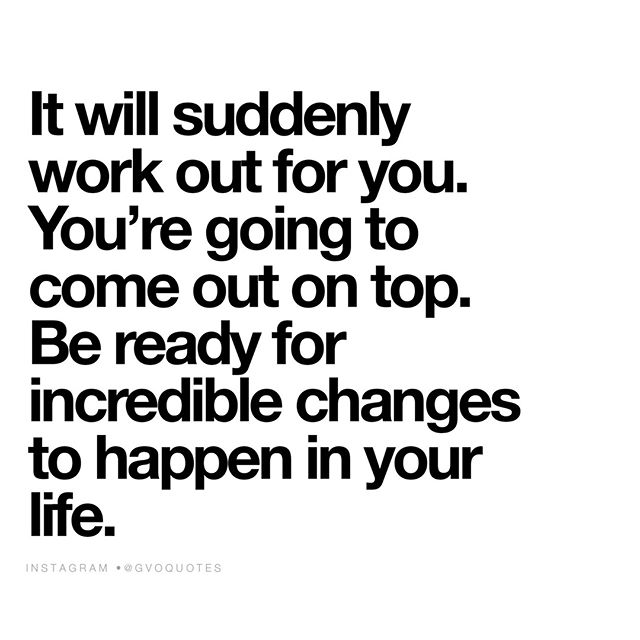 It will suddenly
work out for you.
You’re going to
come out on top.
Be ready for
incredible changes
to happen in your
life.
INSTAGRAM •@GVOQUOTES